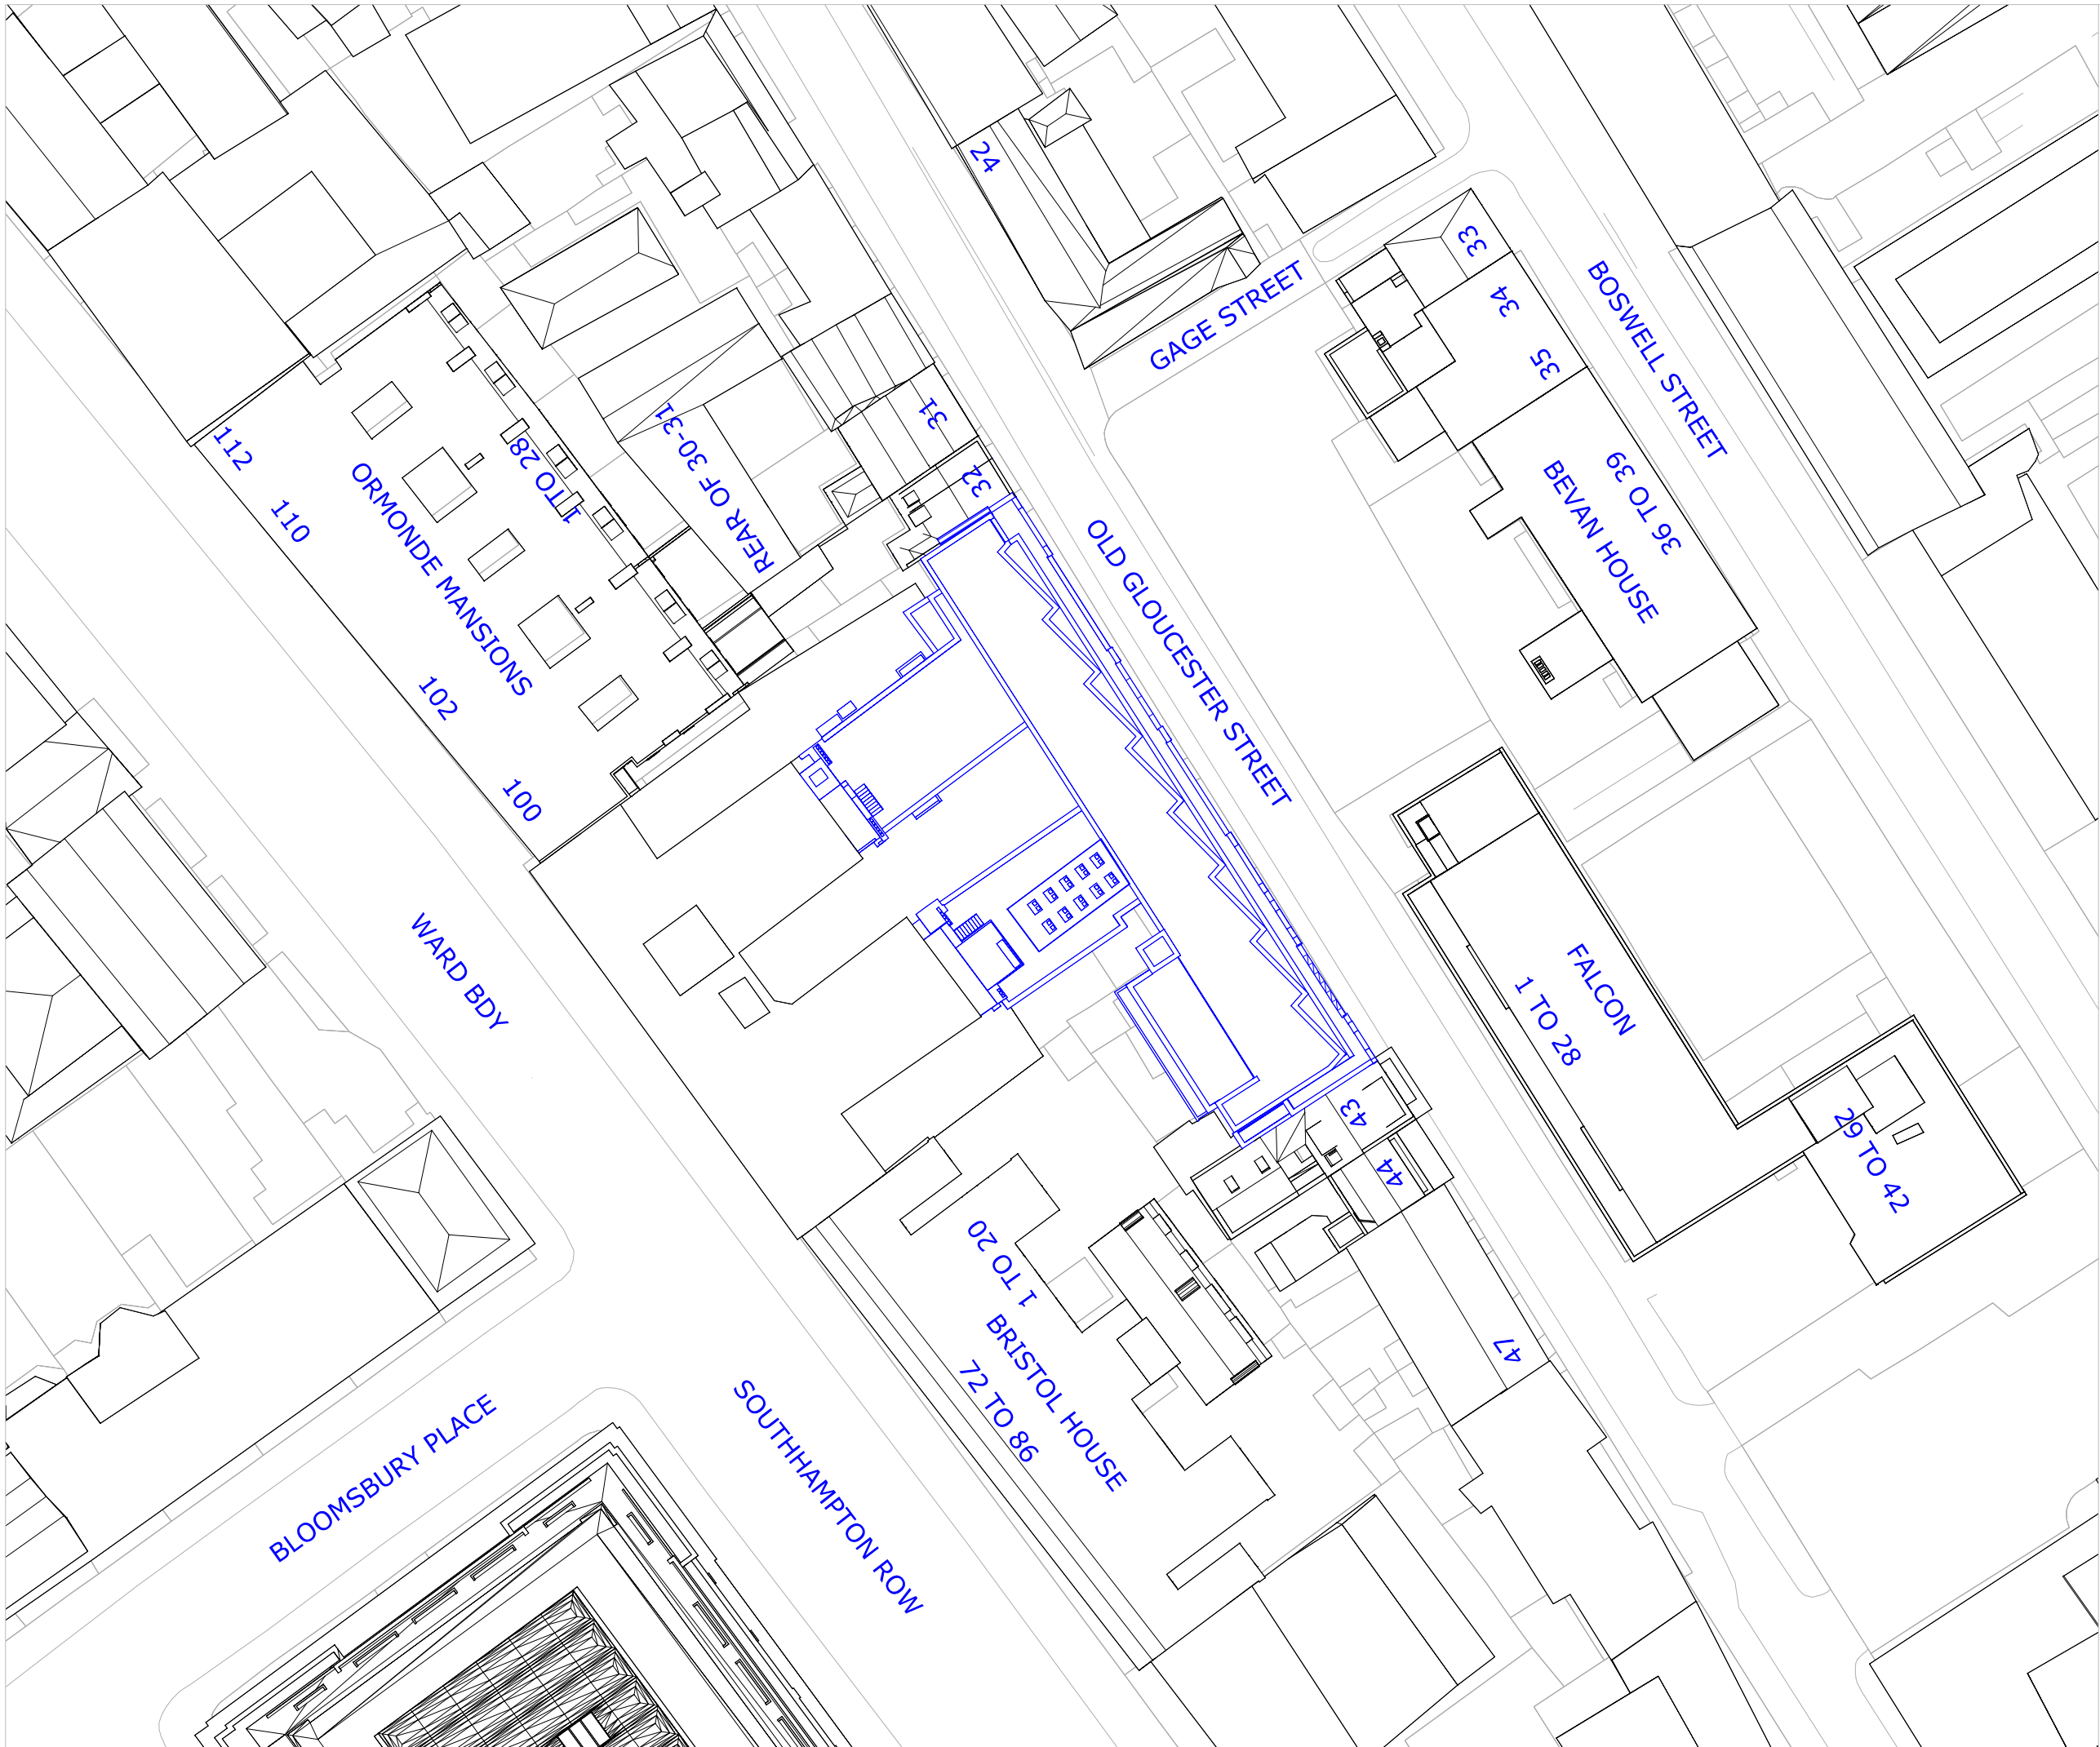 24
33
34
35
GAGE STREET
BOSWELL STREET
31
32
REAR OF 30-31
1 TO 28
112
110
ORMONDE MANSIONS
102
100
OLD GLOUCESTER STREET
36 TO 39
BEVAN HOUSE
WARD BDY
FALCON
1 TO 28
29 TO 42
43
44
47
1 TO 20
BRISTOL HOUSE
72 TO 86
BLOOMSBURY PLACE
SOUTHHAMPTON ROW